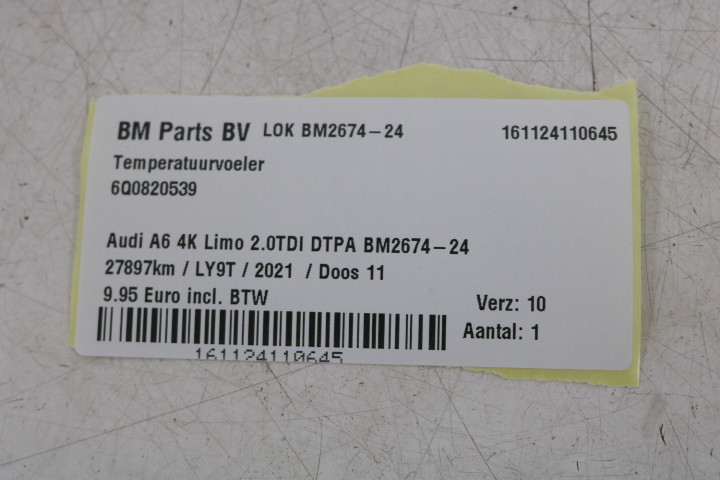 BM Parts BV LOK BM2674-24 161124110645
Temperatuurvoeler
6Q0820539
Audi A6 4K Limo 2.0TDI DTPA BM2674-24
27897km / LY9T / 2021 / Doos 11
9.95 Euro incl. BTW Verz: 10
Aantal: 1
161124110645